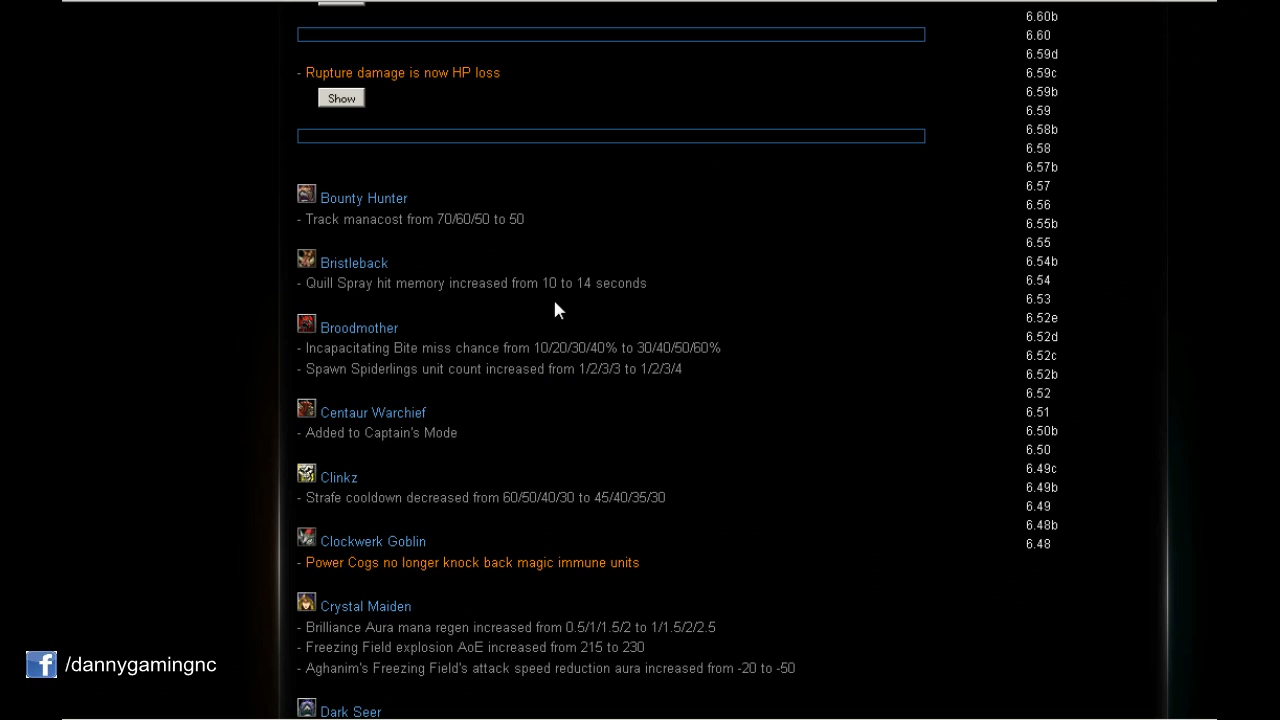 - Rupture damage is now HP loss
Show
Bounty Hunter
- Track manacost from 70/60/50 to 50
Bristleback
- Quill Spray hit memory increased from 10 to 14 seconds
Broodmother
- Incapacitating Bite miss chance from 10/20/30/40% to 30/40/50/60%
- Spawn Spiderlings unit count increased from 1/2/3/3 to 1/2/3/4
Centaur Warchief
- Added to Captain's Mode
Clinkz
- Strafe cooldown decreased from 60/50/40/30 to 45/40/35/30
Clockwerk Goblin
- Power Cogs no longer knock back magic immune units
Crystal Maiden
- Brilliance Aura mana regen increased from 0.5/1/1.5/2 to 1/1.5/2/2.5
- Freezing Field explosion AoE increased from 215 to 230
- Aghanim's Freezing Field's attack speed reduction aura increased from -20 to -50
Dark Seer
6.60b
6.60
6.59d
6.59c
6.59b
6.59
6.58b
6.58
6.57b
6.57
6.56
6.55b
6.55
6.54b
6.54
6.53
6.52e
6.52d
6.52c
6.52b
6.52
6.51
6.50b
6.50
6.49c
6.49b
6.49
6.48b
6.48
f /dannygamingnc